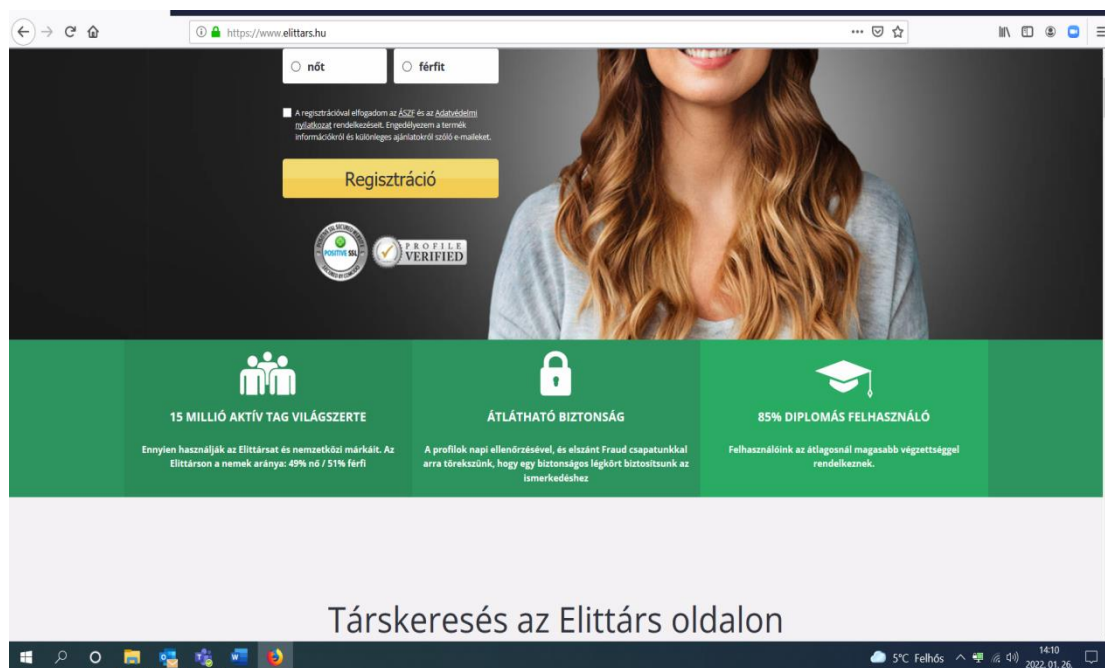 https://www.elittars.hu
nőt
férfit
A regisztrációval elfogadom az ÁSZF és az Adatvédelmi
nyilatkozat rendelkezéseit. Engedélyezem a termék
információkról és különleges ajánlatokról szóló e-maileket.
Regisztráció
POSITIVE SSL
PROFILE
VERIFIED
15 MILLIÓ AKTÍV TAG VILÁGSZERTE
Ennyien használják az Elittársat és nemzetközi márkáit. Az
Elittárson a nemek aránya: 49% nő / 51% férfi
ÁTLÁTHATÓ BIZTONSÁG
A profilok napi ellenőrzésével, és elszánt Fraud csapatunkkal
arra törekszünk, hogy egy biztonságos légkört biztosítsunk az
ismerkedéshez
85% DIPLOMÁS FELHASZNÁLÓ
Felhasználóink az átlagosnál magasabb végzettséggel
rendelkeznek.
Társkeresés az Elittárs oldalon
5°C Felhős
14:10
2022. 01. 26.